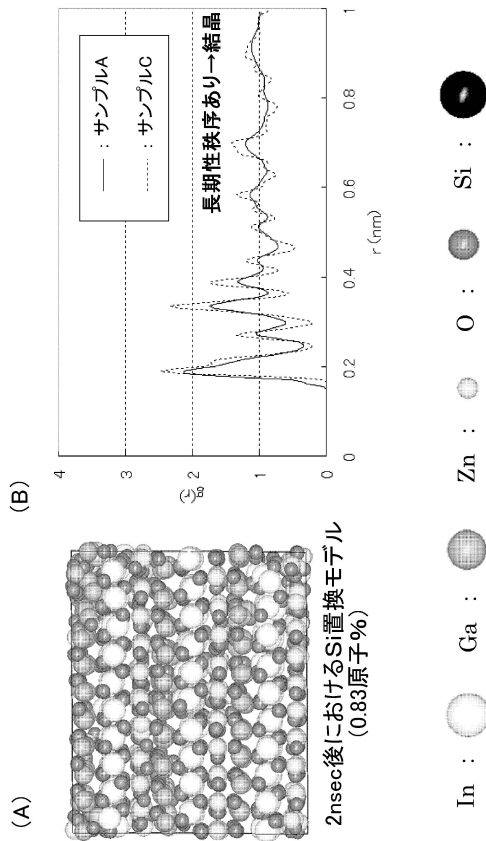 (A)
2nsec後におけるSi置換モデル
(0.83原子%)
(B)
4
3
2
1
0
g(r)
0
0.2
0.4
0.6
0.8
1
r (nm)
——:サンプルA
-----:サンプルC
長期性秩序あり→結晶
In : Ga : Zn : O : Si :